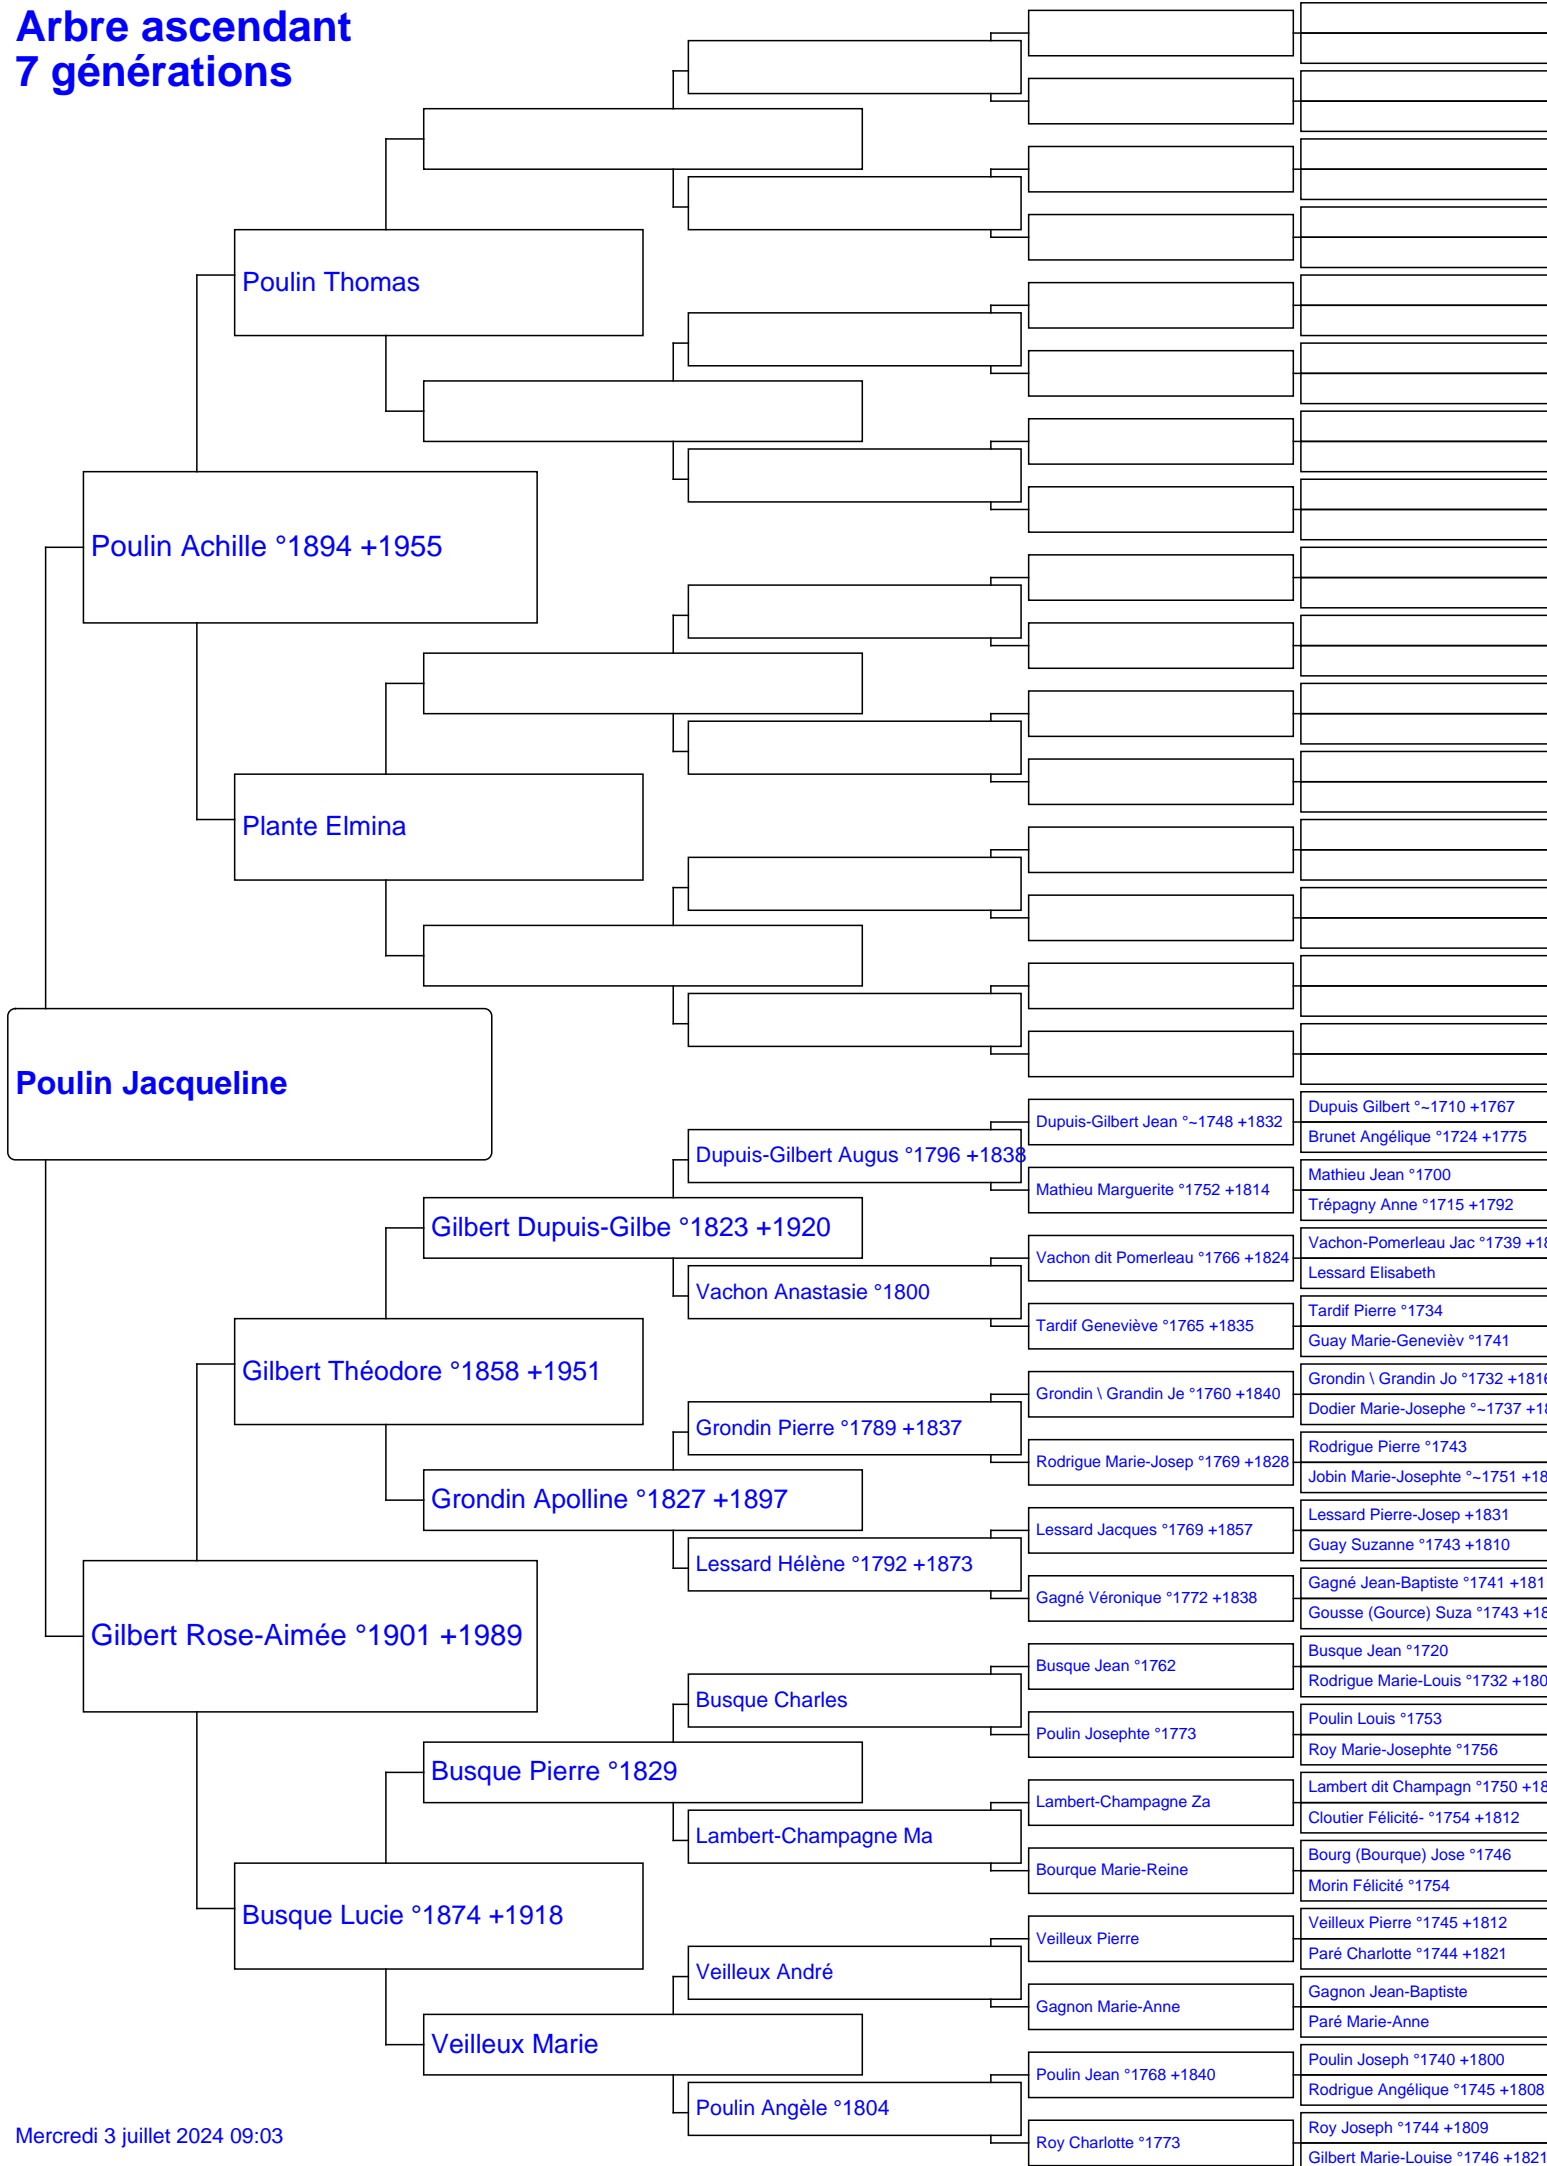 Arbre ascendant
7 générations
Poulin Thomas
Poulin Achille °1894 +1955
Plante Elmina
Poulin Jacqueline
Dupuis-Gilbert Jean °~1748 +1832
Dupuis Gilbert °~1710 +1767
Brunet Angélique °1724 +1775
Dupuis-Gilbert Augus °1796 +1838
Mathieu Marguerite °1752 +1814
Mathieu Jean °1700
Trépagny Anne °1715 +1792
Gilbert Dupuis-Gilbe °1823 +1920
Vachon dit Pomerleau °1766 +1824
Vachon-Pomerleau Jac °1739 +18
Lessard Elisabeth
Vachon Anastasie °1800
Tardif Geneviève °1765 +1835
Tardif Pierre °1734
Guay Marie-Genevièv °1741
Gilbert Théodore °1858 +1951
Grondin \ Grandin Je °1760 +1840
Grondin \ Grandin Jo °1732 +1816
Dodier Marie-Josephe °~1737 +18
Grondin Pierre °1789 +1837
Rodrigue Marie-Josep °1769 +1828
Rodrigue Pierre °1743
Jobin Marie-Josephte °~1751 +18
Grondin Apolline °1827 +1897
Lessard Jacques °1769 +1857
Lessard Pierre-Josep +1831
Guay Suzanne °1743 +1810
Lessard Hélène °1792 +1873
Gagné Véronique °1772 +1838
Gagné Jean-Baptiste °1741 +181
Gousse (Gource) Suza °1743 +18
Gilbert Rose-Aimée °1901 +1989
Busque Jean °1762
Busque Jean °1720
Rodrigue Marie-Louis °1732 +180
Busque Charles
Poulin Josephte °1773
Poulin Louis °1753
Roy Marie-Josephte °1756
Busque Pierre °1829
Lambert-Champagne Za
Lambert dit Champagn °1750 +18
Cloutier Félicité- °1754 +1812
Lambert-Champagne Ma
Bourque Marie-Reine
Bourg (Bourque) Jose °1746
Morin Félicité °1754
Busque Lucie °1874 +1918
Veilleux Pierre
Veilleux Pierre °1745 +1812
Paré Charlotte °1744 +1821
Veilleux André
Gagnon Marie-Anne
Gagnon Jean-Baptiste
Paré Marie-Anne
Veilleux Marie
Poulin Jean °1768 +1840
Poulin Joseph °1740 +1800
Rodrigue Angélique °1745 +1808
Poulin Angèle °1804
Roy Charlotte °1773
Roy Joseph °1744 +1809
Gilbert Marie-Louise °1746 +1821
Mercredi 3 juillet 2024 09:03